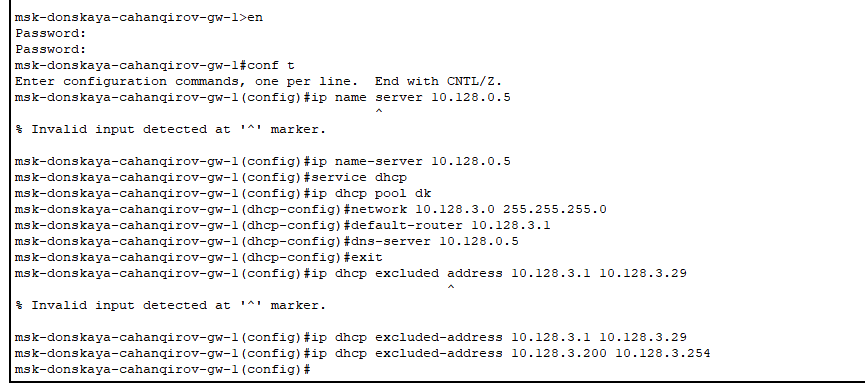 msk-donskaya-cahanqirov-gw-1>en
Password:
Password:
msk-donskaya-cahanqirov-gw-1#conf t
Enter configuration commands, one per line.  End with CNTL/Z.
msk-donskaya-cahanqirov-gw-1(config)#ip name server 10.128.0.5
^
% Invalid input detected at '^' marker.
msk-donskaya-cahanqirov-gw-1(config)#ip name-server 10.128.0.5
msk-donskaya-cahanqirov-gw-1(config)#service dhcp
msk-donskaya-cahanqirov-gw-1(config)#ip dhcp pool dk
msk-donskaya-cahanqirov-gw-1(dhcp-config)#network 10.128.3.0 255.255.255.0
msk-donskaya-cahanqirov-gw-1(dhcp-config)#default-router 10.128.3.1
msk-donskaya-cahanqirov-gw-1(dhcp-config)#dns-server 10.128.0.5
msk-donskaya-cahanqirov-gw-1(dhcp-config)#exit
msk-donskaya-cahanqirov-gw-1(config)#ip dhcp excluded address 10.128.3.1 10.128.3.29
^
% Invalid input detected at '^' marker.
msk-donskaya-cahanqirov-gw-1(config)#ip dhcp excluded-address 10.128.3.1 10.128.3.29
msk-donskaya-cahanqirov-gw-1(config)#ip dhcp excluded-address 10.128.3.200 10.128.3.254
msk-donskaya-cahanqirov-gw-1(config)#